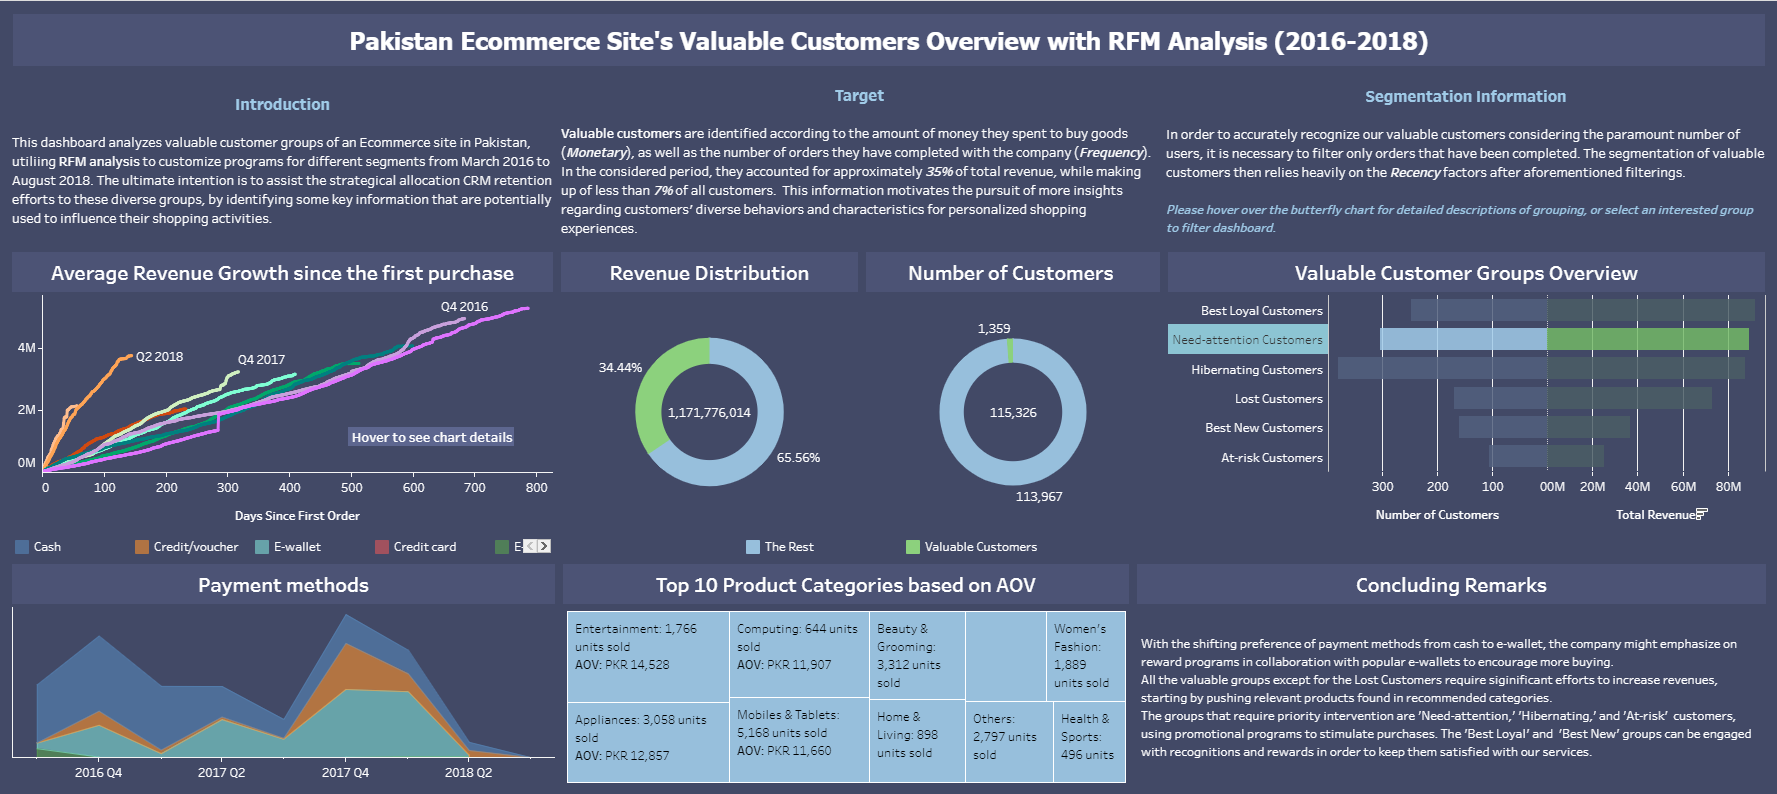 Pakistan Ecommerce Site's Valuable Customers Overview with RFM Analysis (2016-2018)
Introduction
This dashboard analyzes valuable customer groups of an Ecommerce site in Pakistan,
utiliing RFM analysis to customize programs for different segments from March 2016 to
August 2018. The ultimate intention is to assist the strategical allocation CRM retention
efforts to these diverse groups, by identifying some key information that are potentially
used to influence their shopping activities.
Target
Valuable customers are identified according to the amount of money they spent to buy goods
(Monetary), as well as the number of orders they have completed with the company (Frequency).
In the considered period, they accounted for approximately 35% of total revenue, while making
up of less than 7% of all customers. This information motivates the pursuit of more insights
regarding customers' diverse behaviors and characteristics for personalized shopping
experiences.
Segmentation Information
In order to accurately recognize our valuable customers considering the paramount number of
users, it is necessary to filter only orders that have been completed. The segmentation of valuable
customers then relies heavily on the Recency factors after aforementioned filterings.
Please hover over the butterfly chart for detailed descriptions of grouping, or select an interested group
to filter dashboard.
Average Revenue Growth since the first purchase
Q4 2016
Q2 2018
Q4 2017
4M
2M
0M
Hover to see chart details
0 100 200 300 400 500 600 700 800
Days Since First Order
Revenue Distribution
34.44%
1,171,776,014
65.56%
Number of Customers
1,359
115,326
113,967
The Rest
Valuable Customers
Valuable Customer Groups Overview
Best Loyal Customers
Need-attention Customers
Hibernating Customers
Lost Customers
Best New Customers
At-risk Customers
300 200 100 00M 20M 40M 60M 80M
Number of Customers
Total Revenue
Cash
Credit/voucher
E-wallet
Credit card
E-
Payment methods
2016 Q4 2017 Q2 2017 Q4 2018 Q2
Top 10 Product Categories based on AOV
Entertainment: 1,766
units sold
AOV: PKR 14,528
Appliances: 3,058 units
sold
AOV: PKR 12,857
Computing: 644 units
sold
AOV: PKR 11,907
Mobiles & Tablets:
5,168 units sold
AOV: PKR 11,660
Beauty &
Grooming:
3,312 units
sold
Home &
Living: 898
units sold
Women's
Fashion:
1,889
units sold
Others:
2,797 units
sold
Health &
Sports:
496 units
Concluding Remarks
With the shifting preference of payment methods from cash to e-wallet, the company might emphasize on
reward programs in collaboration with popular e-wallets to encourage more buying.
All the valuable groups except for the Lost Customers require siginificant efforts to increase revenues,
starting by pushing relevant products found in recommended categories.
The groups that require priority intervention are 'Need-attention,' 'Hibernating,' and 'At-risk' customers,
using promotional programs to stimulate purchases. The 'Best Loyal' and 'Best New' groups can be engaged
with recognitions and rewards in order to keep them satisfied with our services.